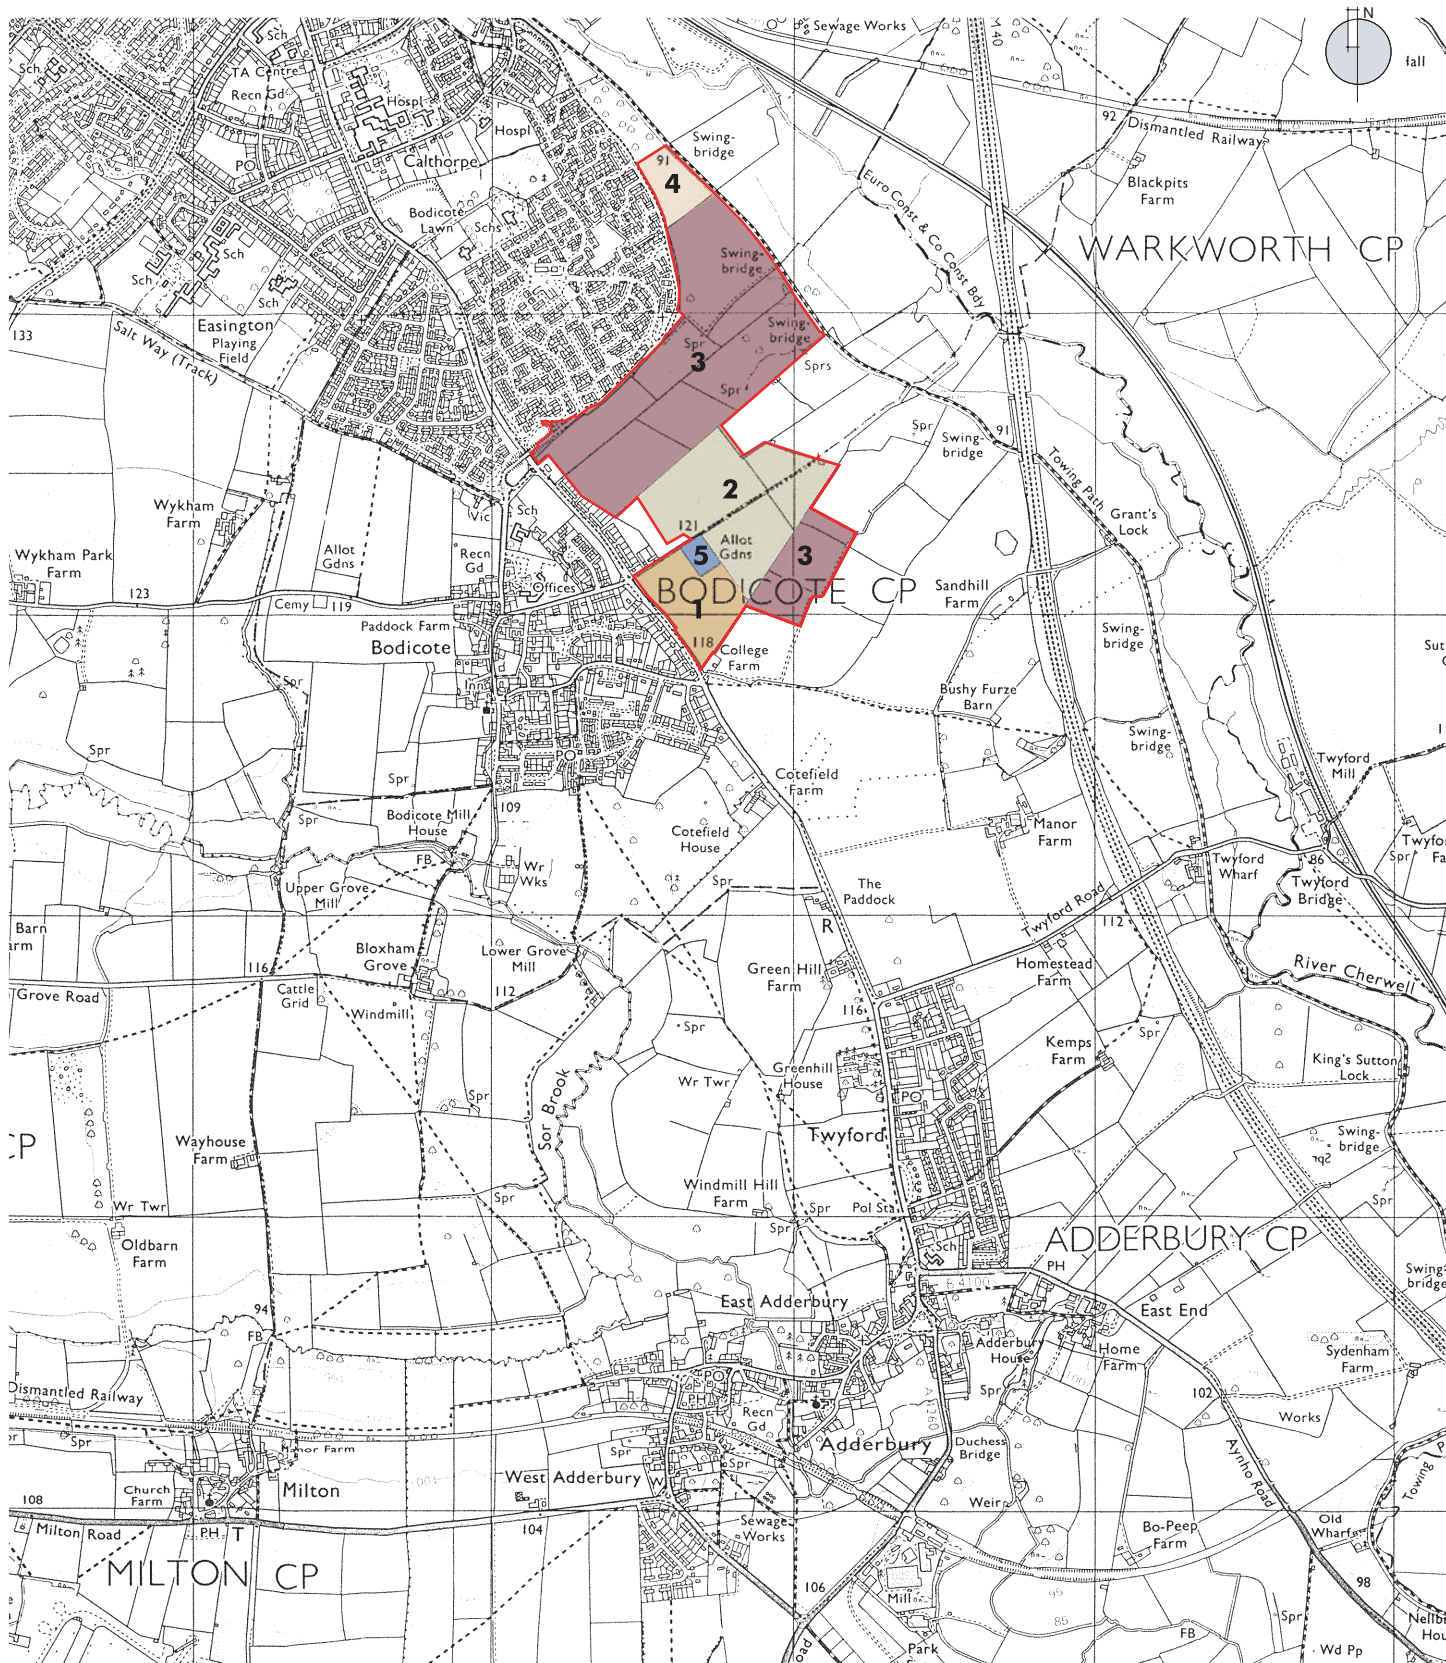 N
Sewage Works
M 40
Sch
TA Centre
Recn Gd
Hospl
Hospl
Sch
PO
Calthorpe
Swing-
bridge
91
4
92
Dismantled Railway
Blackpits
Farm
Euro Const & Co Const Bdy
WARKWORTH CP
Bodicote
Lawn
Schs
Sch
Sch
Sch
Swing-
bridge
Swing-
bridge
Spr
3
Spr
Sprs
133
Salt Way (Track)
Easington
Playing
Field
Spr
Swing-
bridge
91
Towing Path
Grant's
Lock
2
121
Allot
Gdns
5
3
Wykham
Farm
Vic
Sch
Wykham Park
Farm
Allot
Gdns
Recn
Gd
Offices
123
Cemy
119
BODICOTE CP
1
118
Sandhill
Farm
Paddock Farm
Bodicote
College
Farm
Swing-
bridge
Spr
Inn
Bushy Furze
Barn
Swing-
bridge
Spr
Spr
PO
Cotefield
Farm
Twyford
Mill
109
Spr
Bodicote Mill
House
FB
Cotefield
House
Manor
Farm
Wr
Wks
Upper Grove
Mill
Spr
The
Paddock
Twyford
Wharf
86
Spr
Twyford
Bridge
Twyford Road
112
Barn
R
Bloxham
Grove
Lower Grove
Mill
Green Hill
Farm
Homestead
Farm
River Cherwell
116
Grove Road
Cattle
Grid
112
Windmill
116
Spr
Kemps
Farm
Spr
King's Sutton
Lock
Greenhill
House
Wr Twr
PO
Spr
Sor Brook
CP
Wayhouse
Farm
Twyford
Swing-
bridge
Spr
Windmill Hill
Farm
Spr
Spr
Spr
Pol Sta
Spr
Wr Twr
Oldbarn
Farm
Sch
ADDERBURY CP
PH
B 4100
Swing-
bridge
94
FB
East Adderbury
East End
Adderbury
House
Home
Farm
Sydenham
Farm
Dismantled Railway
PO
PH
Spr
102
Works
Recn
Gd
A 4260
Spr
Manor Farm
Spr
Adderbury
Duchess
Bridge
Spr
Aynho Road
Towing
Church
Farm
Milton
West Adderbury
Weir
108
Milton Road
PH
T
104
Sewage
Works
Old
Wharf
Bo-Peep
Farm
MILTON CP
106
Mill
95
85
98
Spr
FB
Park
Wd Pp